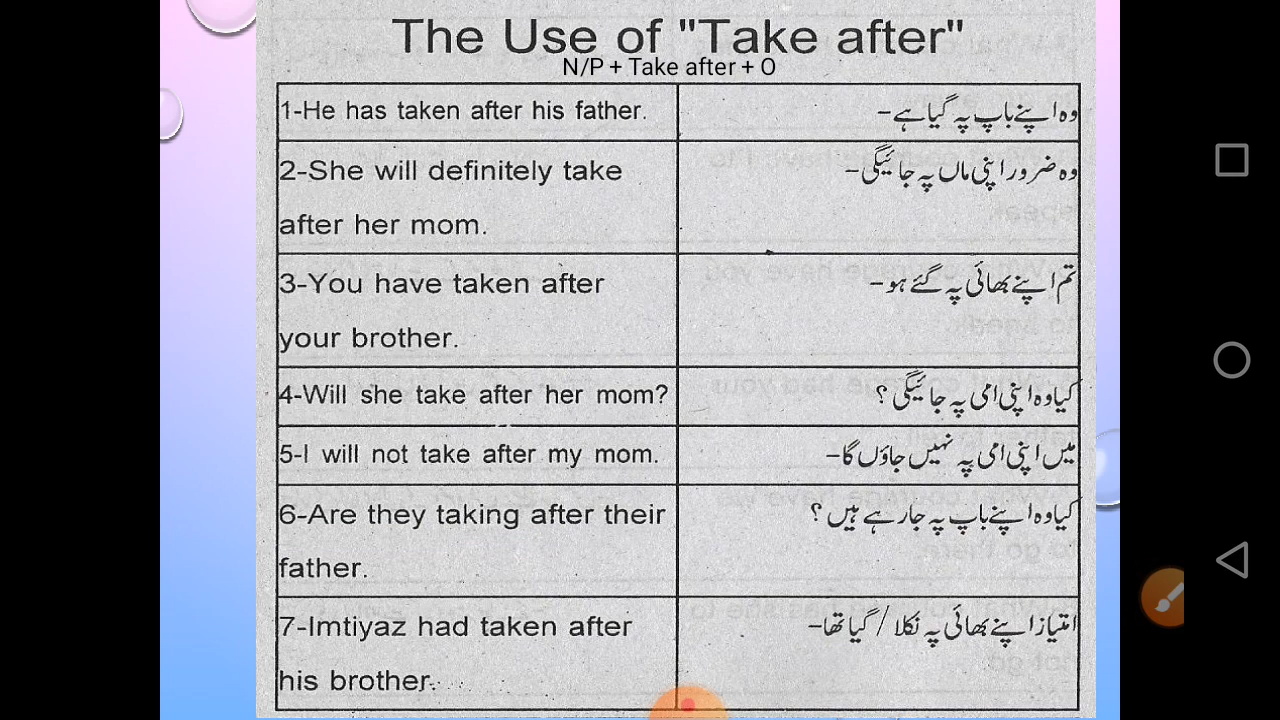 The Use of "Take after"
N/P + Take after + O
1-He has taken after his father.
وہ اپنے باپ پہ گیا ہے-
2-She will definitely take
after her mom.
وہ ضرور اپنی ماں پہ جائیگی-
3-You have taken after
your brother.
تم اپنے بھائی پہ گئے ہو-
4-Will she take after her mom?
کیا وہ اپنی امی پہ جائیگی؟
5-I will not take after my mom.
میں اپنی امی پہ نہیں جاؤں گا-
6-Are they taking after their
father.
کیا وہ اپنے باپ پہ جا رہے ہیں؟
7-Imtiyaz had taken after
his brother.
امتیاز اپنے بھائی پہ نکلا / گیا تھا-